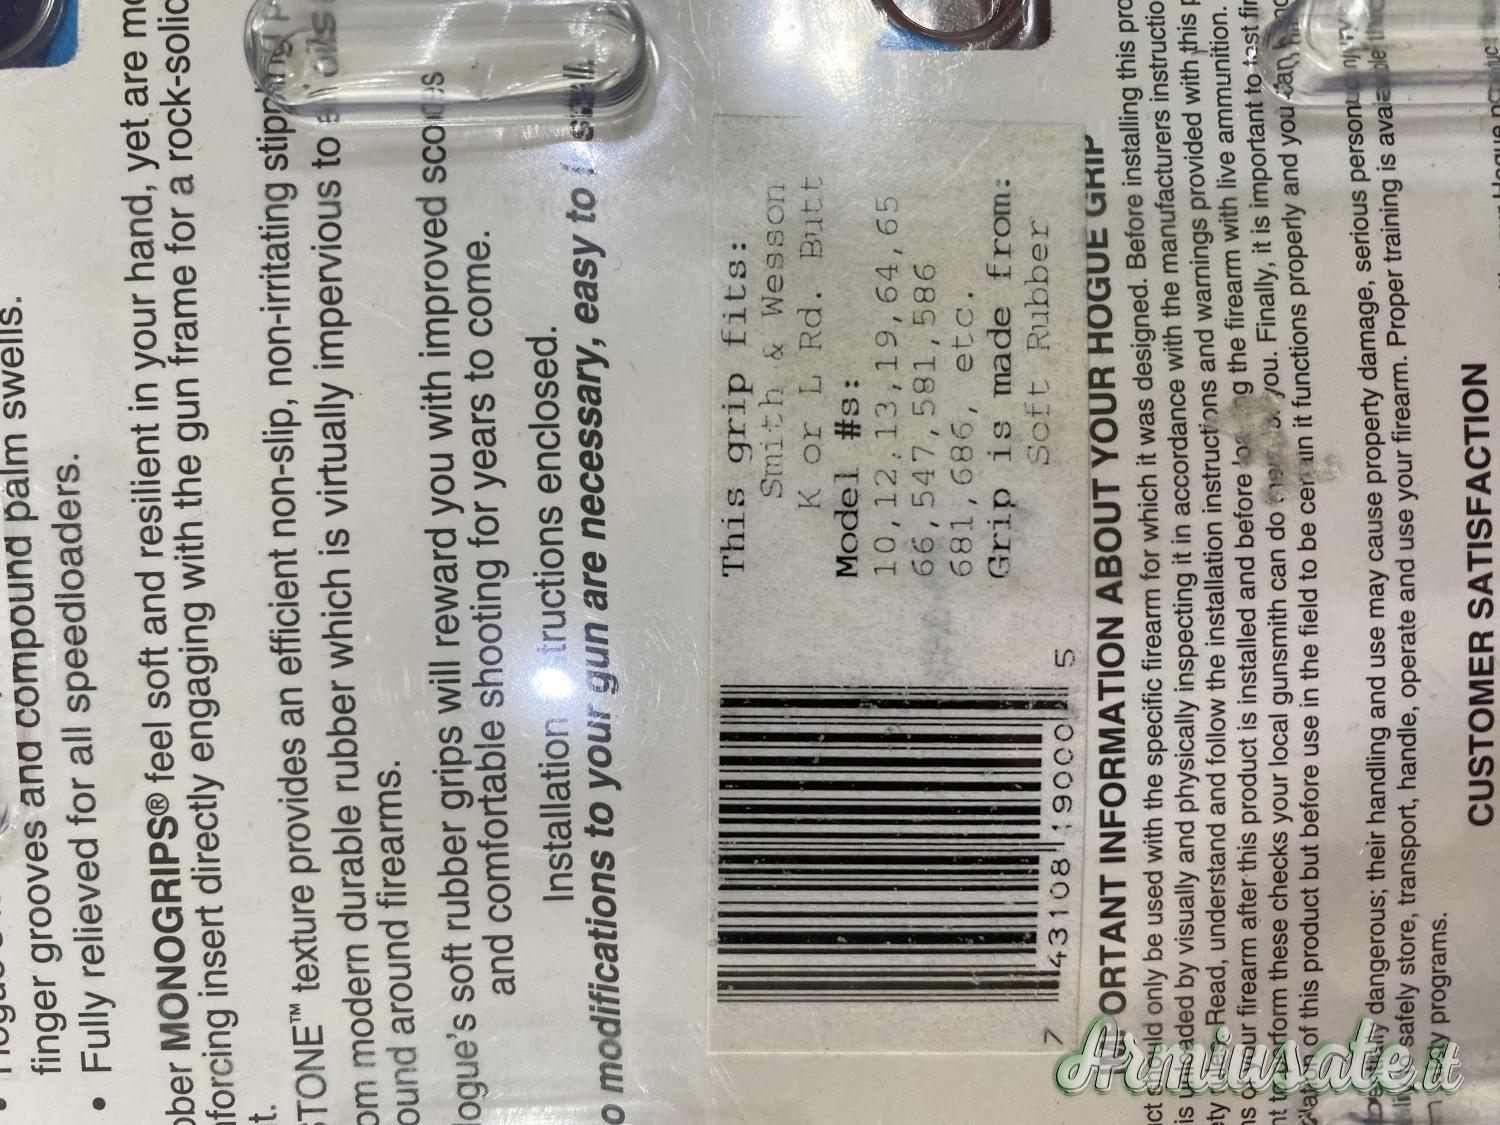 finger grooves and compound palm swells.
• Fully relieved for all speedloaders.
MONOGRIPS® feel soft and resilient in your hand, yet are
insert directly engaging with the gun frame for a rock-solid
texture provides an efficient non-slip, non-irritating
modern durable rubber which is virtually impervious to oils
around firearms.
soft rubber grips will reward you with improved scores
and comfortable shooting for years to come.
Installation instructions enclosed.
modifications to your gun are necessary, easy to
This grip fits:
Smith & Wesson
K or L Rd. Butt
Model #s:
10,12,13,19,64,65
66,547,581,586
681,686, etc.
Grip is made from:
Soft Rubber
7 43108 19000 5
IMPORTANT INFORMATION ABOUT YOUR HOGUE GRIP
only be used with the specific firearm for which it was designed. Before installing this
is unloaded by visually and physically inspecting it in accordance with the manufacturers
Read, understand and follow the installation instructions and warnings provided with this
your firearm after this product is installed and before the firearm with live ammunition.
perform these checks your local gunsmith can do you. Finally, it is important to test
of this product but before use in the field to be certain it functions properly and you
dangerous; their handling and use may cause property damage, serious
safely store, transport, handle, operate and use your firearm. Proper training is available
programs.
CUSTOMER SATISFACTION
Armiusate.it